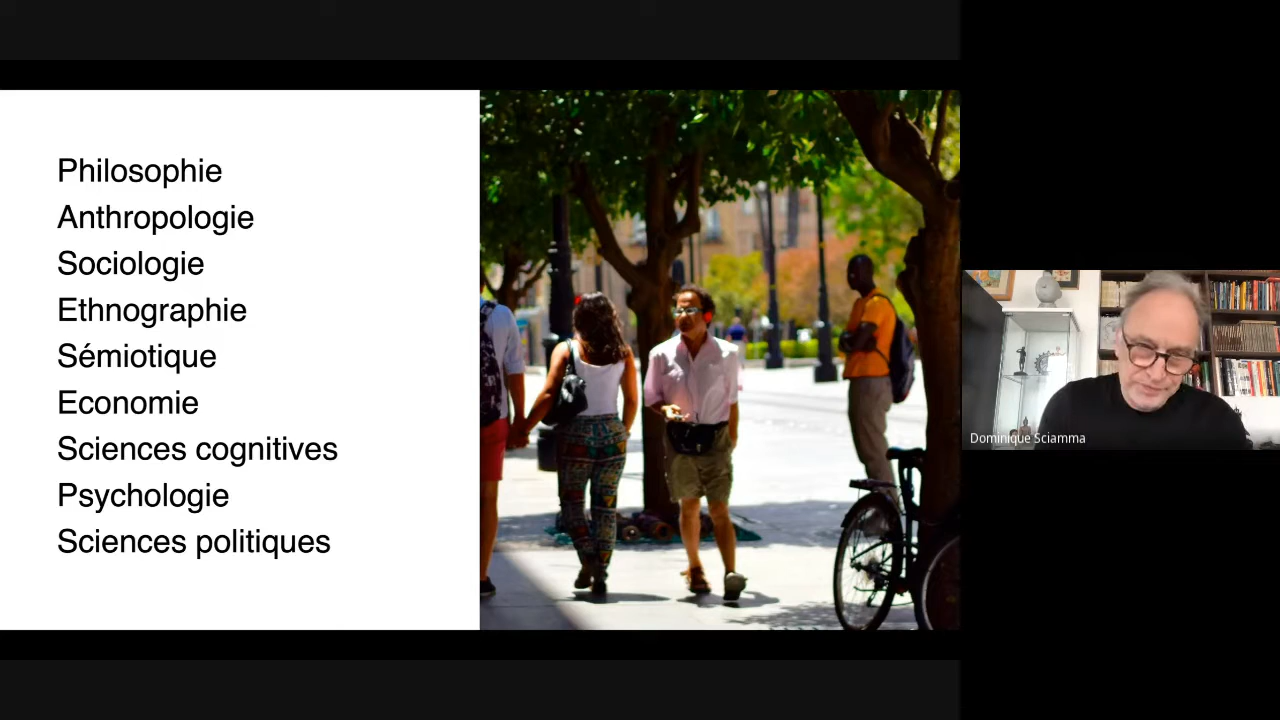 Philosophie
Anthropologie
Sociologie
Ethnographie
Sémiotique
Economie
Sciences cognitives
Psychologie
Sciences politiques
Dominique Sciamma